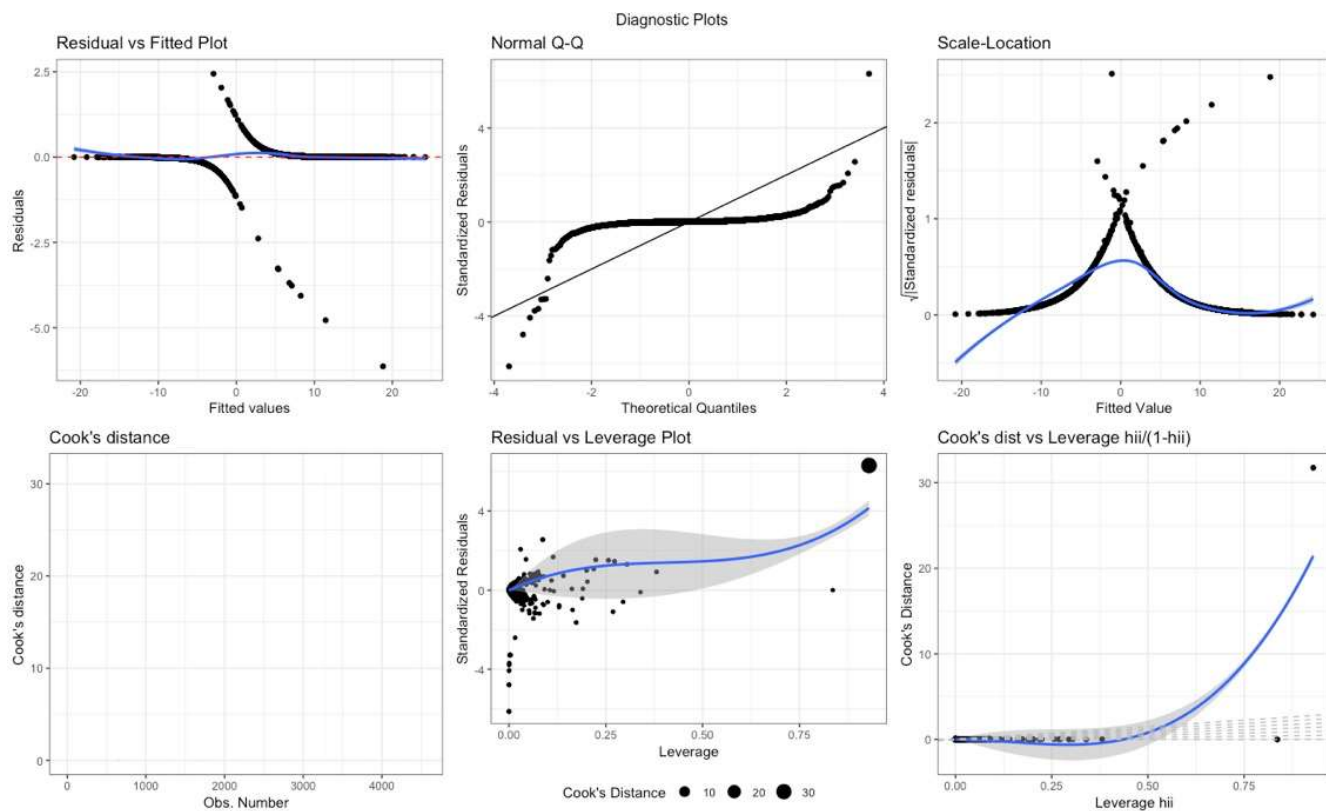 Diagnostic Plots
Residual vs Fitted Plot
2.5
0.0
-2.5
-5.0
Residuals
-20
-10
0
10
20
Fitted values
Normal Q-Q
4
0
-4
Standardized Residuals
-4
-2
0
2
4
Theoretical Quantiles
Scale-Location
2
1
0
√|Standardized residuals|
-20
-10
0
10
20
Fitted Value
Cook's distance
30
20
10
0
Cook's distance
0
1000
2000
3000
4000
Obs. Number
Residual vs Leverage Plot
4
0
-4
Standardized Residuals
0.00
0.25
0.50
0.75
Leverage
Cook's Distance
10
20
30
Cook's dist vs Leverage hii/(1-hii)
30
20
10
0
Cook's Distance
0.00
0.25
0.50
0.75
Leverage hii